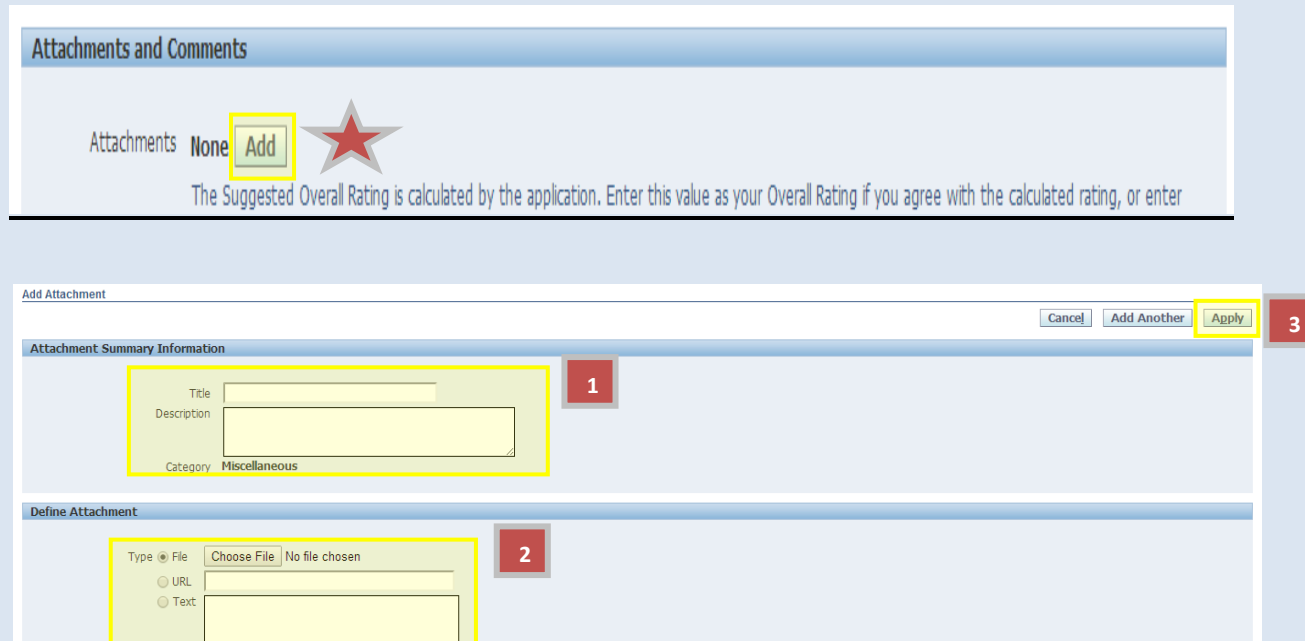 Attachments and Comments
Attachments None Add
The Suggested Overall Rating is calculated by the application. Enter this value as your Overall Rating if you agree with the calculated rating, or enter
Add Attachment
Cancel Add Another Apply 3
Attachment Summary Information
Title 1
Description
Category Miscellaneous
Define Attachment
Type File Choose File No file chosen 2
URL
Text